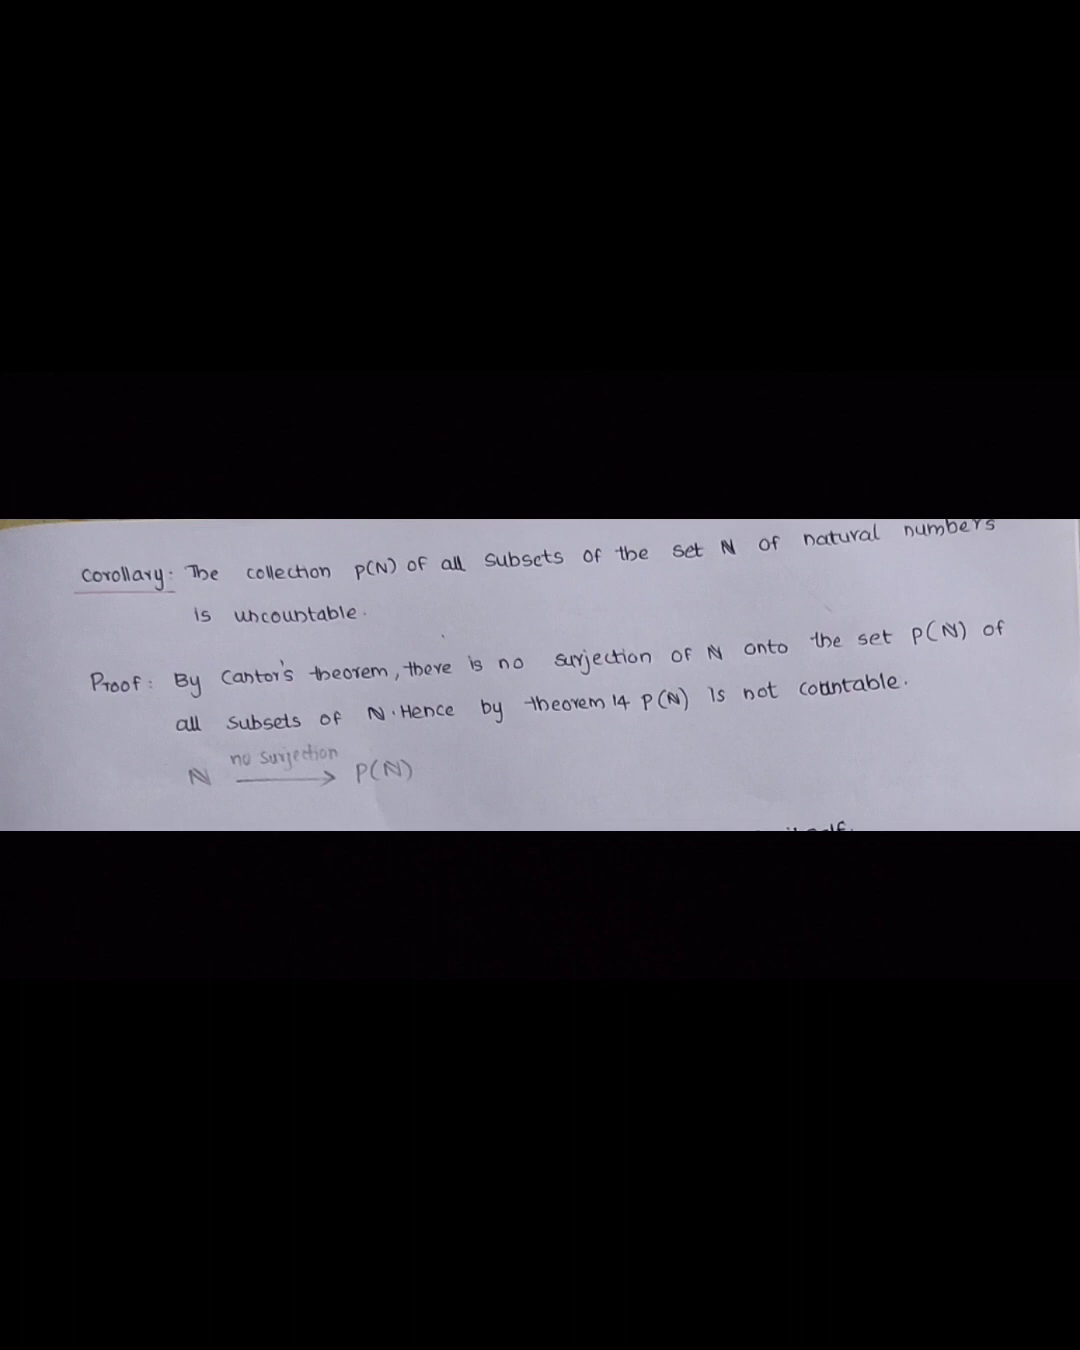 Corollary: The collection P(ℕ) of all subsets of the set ℕ of natural numbers
is uncountable.
Proof: By Cantor's theorem, there is no surjection of ℕ onto the set P(ℕ) of
all subsets of ℕ. Hence by theorem 14 P(ℕ) is not countable.
no surjection
ℕ ⟶ P(ℕ)